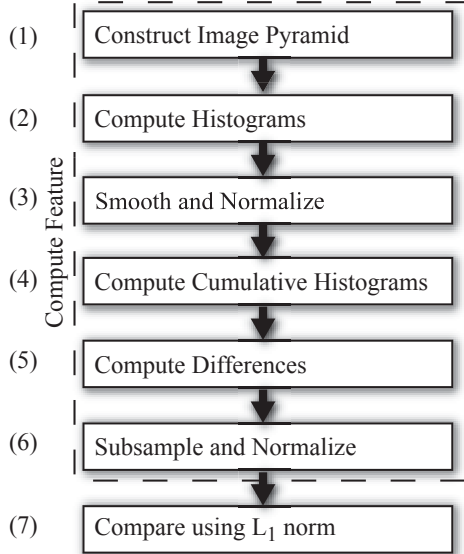 (1) Construct Image Pyramid
(2) Compute Histograms
(3) Smooth and Normalize
(4) Compute Cumulative Histograms
(5) Compute Differences
(6) Subsample and Normalize
(7) Compare using L₁ norm
Compute Feature